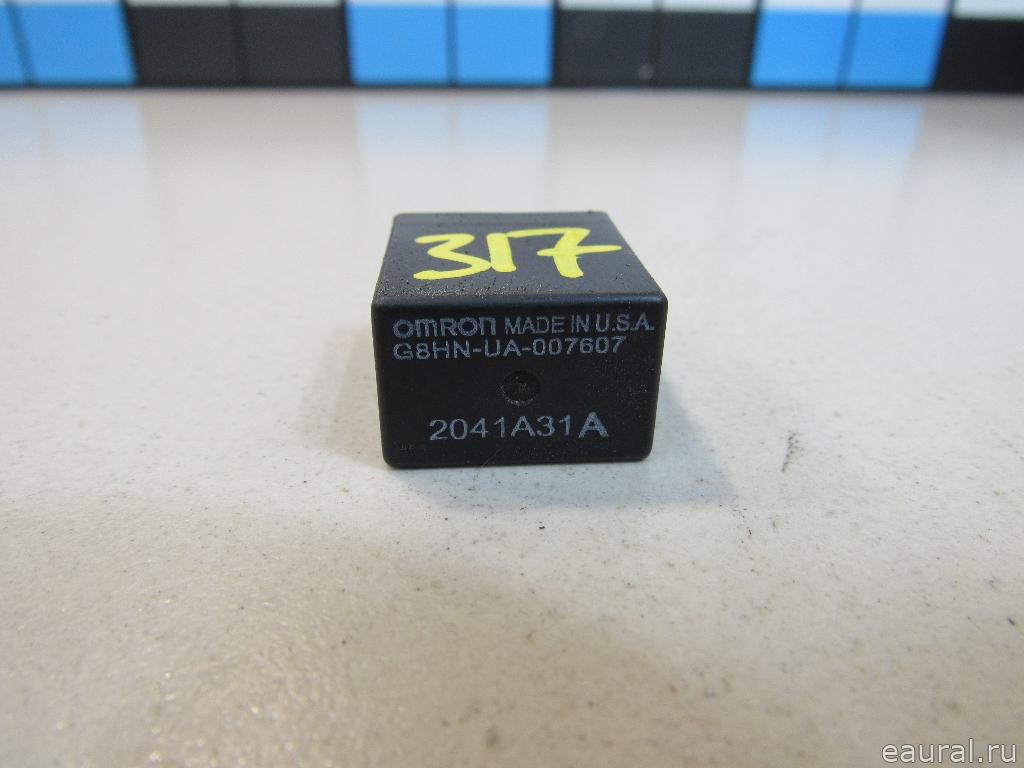 317
OMRON MADE IN U.S.A.
G8HN-UA-007607
2041A31A
eaural.ru